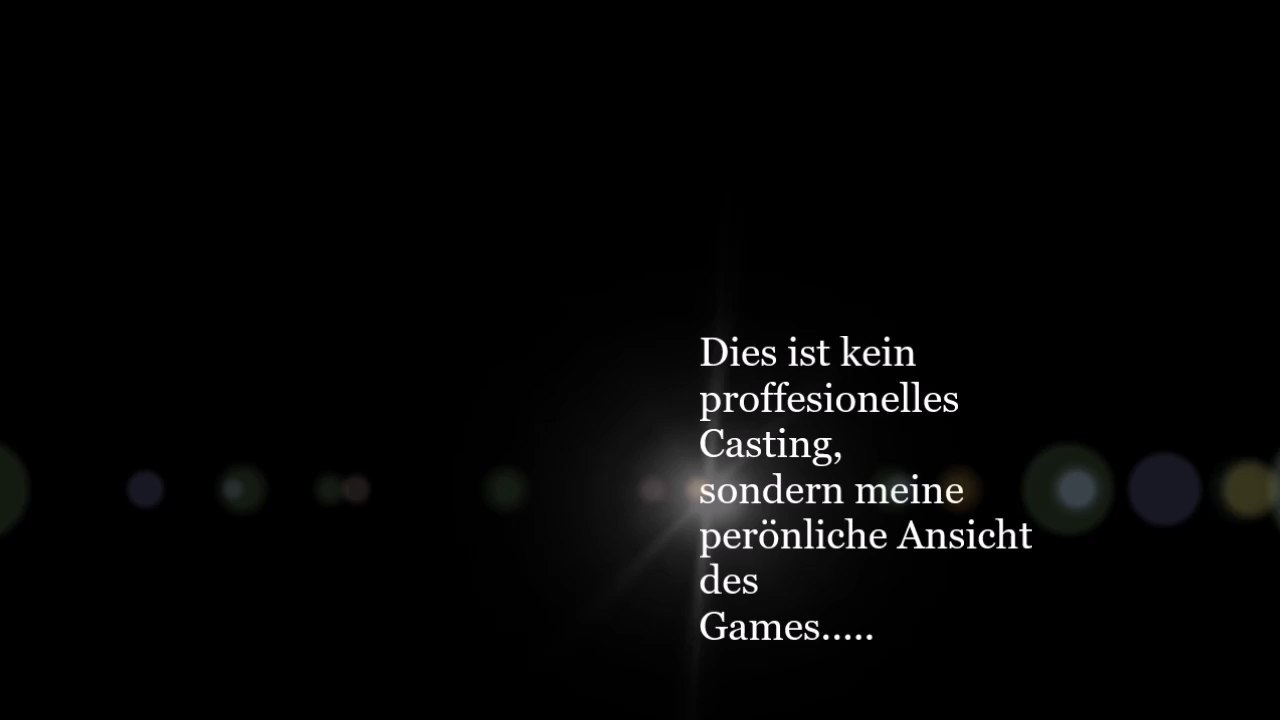 Dies ist kein
proffesionelles
Casting,
sondern meine
perönliche Ansicht
des
Games.....